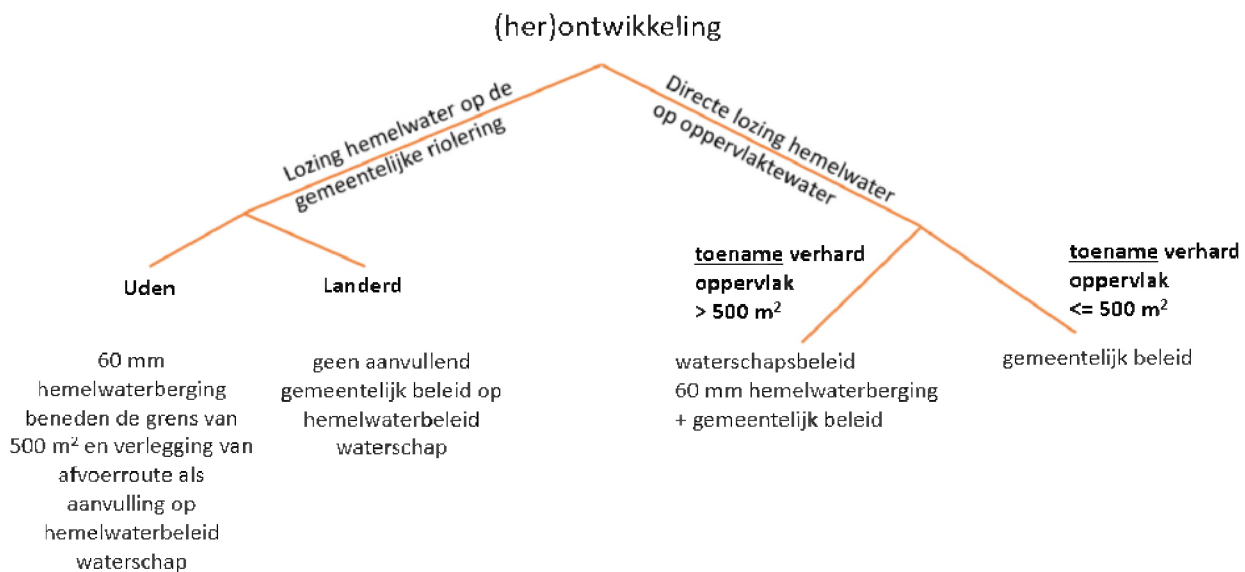 (her)ontwikkeling
Lozing hemelwater op de
gemeentelijke riolering
Directe lozing hemelwater
op oppervlaktewater
Uden
60 mm
hemelwaterberging
beneden de grens van
500 m² en verlegging van
afvoerroute als
aanvulling op
hemelwaterbeleid
waterschap
Landerd
geen aanvullend
gemeentelijk beleid op
hemelwaterbeleid
waterschap
toename verhard
oppervlak
> 500 m²
waterschapsbeleid
60 mm hemelwaterberging
+ gemeentelijk beleid
toename verhard
oppervlak
<= 500 m²
gemeentelijk beleid